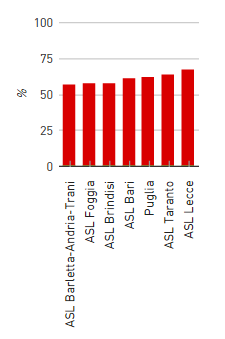 100
75
%
50
25
0
ASL Barletta-Andria-Trani
ASL Foggia
ASL Brindisi
ASL Bari
Puglia
ASL Taranto
ASL Lecce